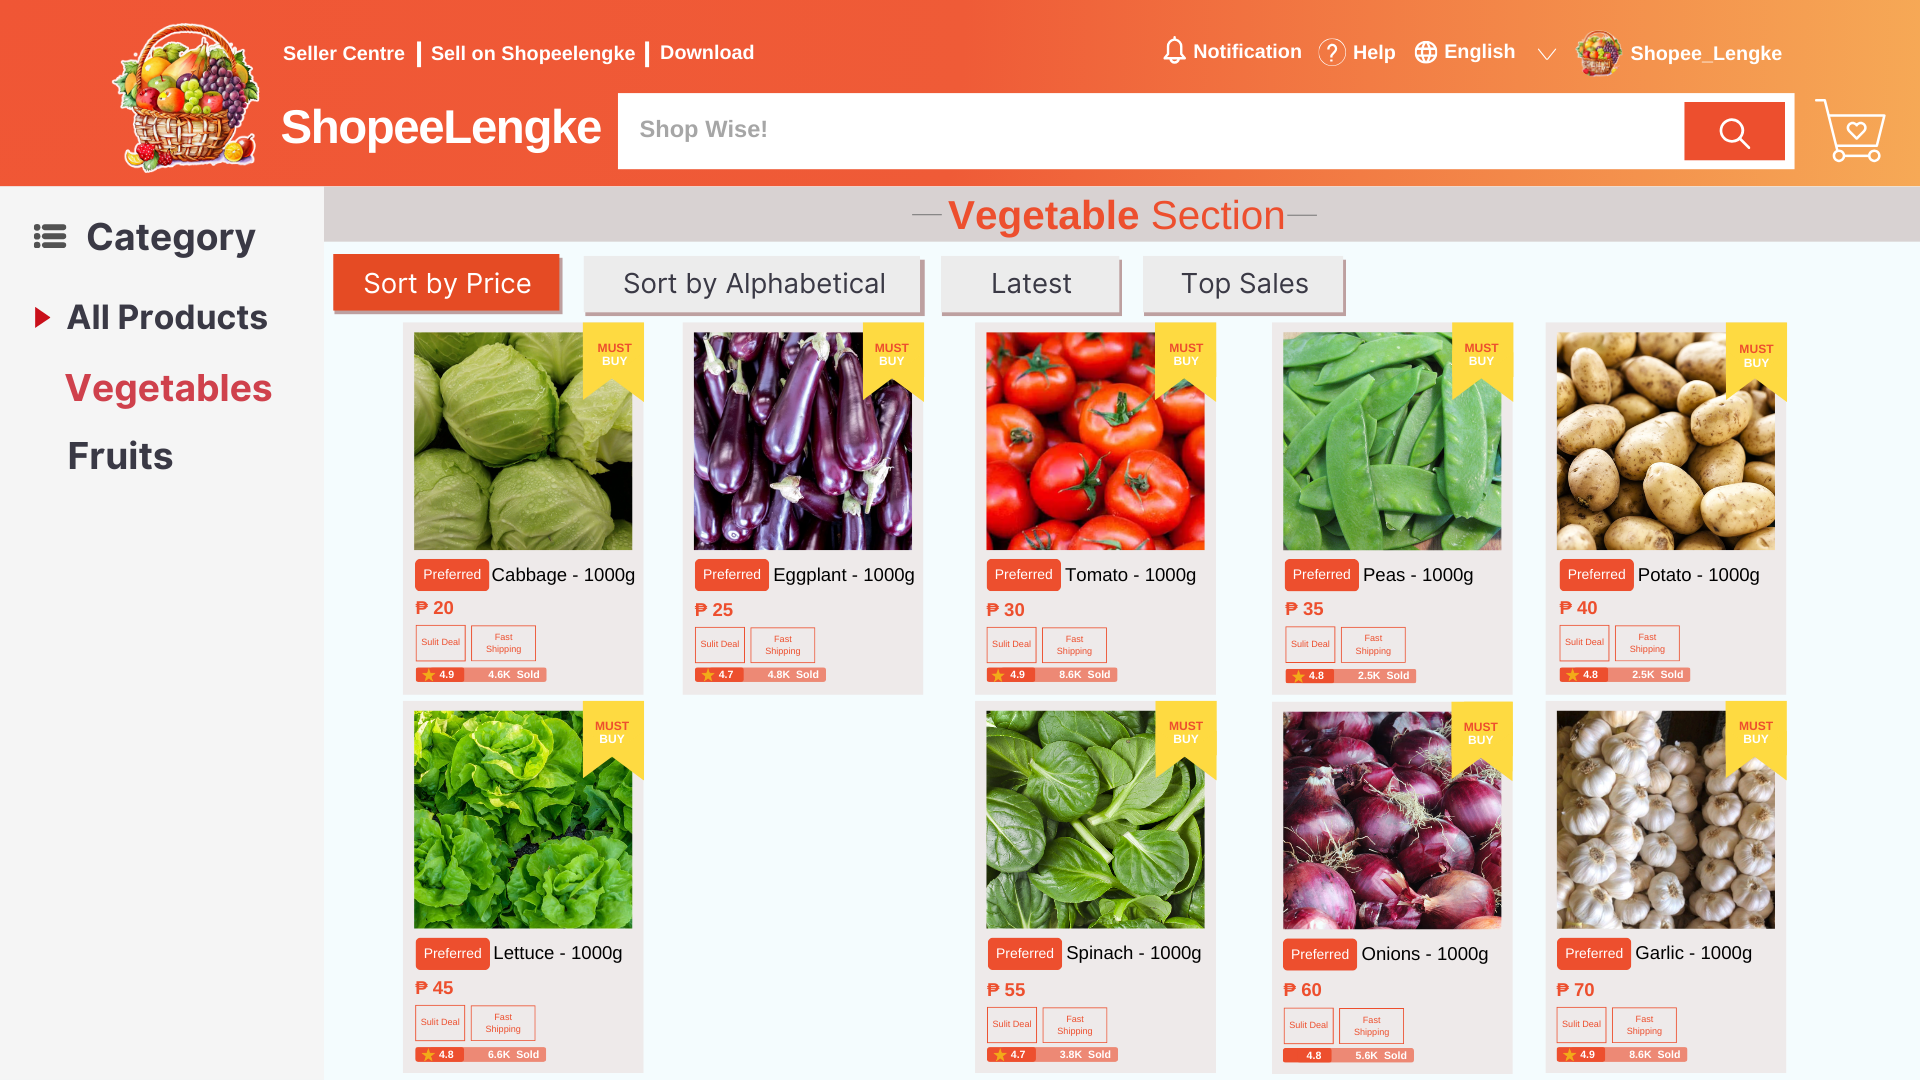 Seller Centre | Sell on Shopeelengke | Download
Notification
Help
English
Shopee_Lengke
ShopeeLengke
Shop Wise!
Category
All Products
Vegetables
Fruits
Vegetable Section
Sort by Price
Sort by Alphabetical
Latest
Top Sales
MUST
BUY
Preferred Cabbage - 1000g
₱ 20
Sulit Deal
Fast
Shipping
4.9 4.6K Sold
MUST
BUY
Preferred Eggplant - 1000g
₱ 25
Sulit Deal
Fast
Shipping
4.7 4.8K Sold
MUST
BUY
Preferred Tomato - 1000g
₱ 30
Sulit Deal
Fast
Shipping
4.9 8.6K Sold
MUST
BUY
Preferred Peas - 1000g
₱ 35
Sulit Deal
Fast
Shipping
4.8 2.5K Sold
MUST
BUY
Preferred Potato - 1000g
₱ 40
Sulit Deal
Fast
Shipping
4.8 2.5K Sold
MUST
BUY
Preferred Lettuce - 1000g
₱ 45
Sulit Deal
Fast
Shipping
4.8 6.6K Sold
MUST
BUY
Preferred Spinach - 1000g
₱ 55
Sulit Deal
Fast
Shipping
4.7 3.8K Sold
MUST
BUY
Preferred Onions - 1000g
₱ 60
Sulit Deal
Fast
Shipping
4.8 5.6K Sold
MUST
BUY
Preferred Garlic - 1000g
₱ 70
Sulit Deal
Fast
Shipping
4.9 8.6K Sold